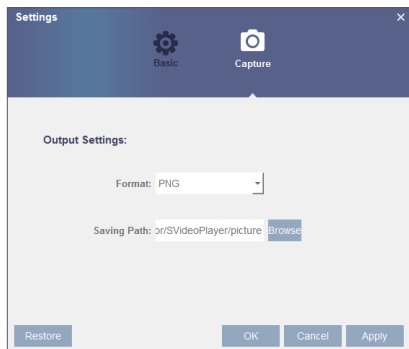 Settings
Basic
Capture
Output Settings:
Format: PNG
Saving Path: or/SVideoPlayer/picture Browse
Restore OK Cancel Apply